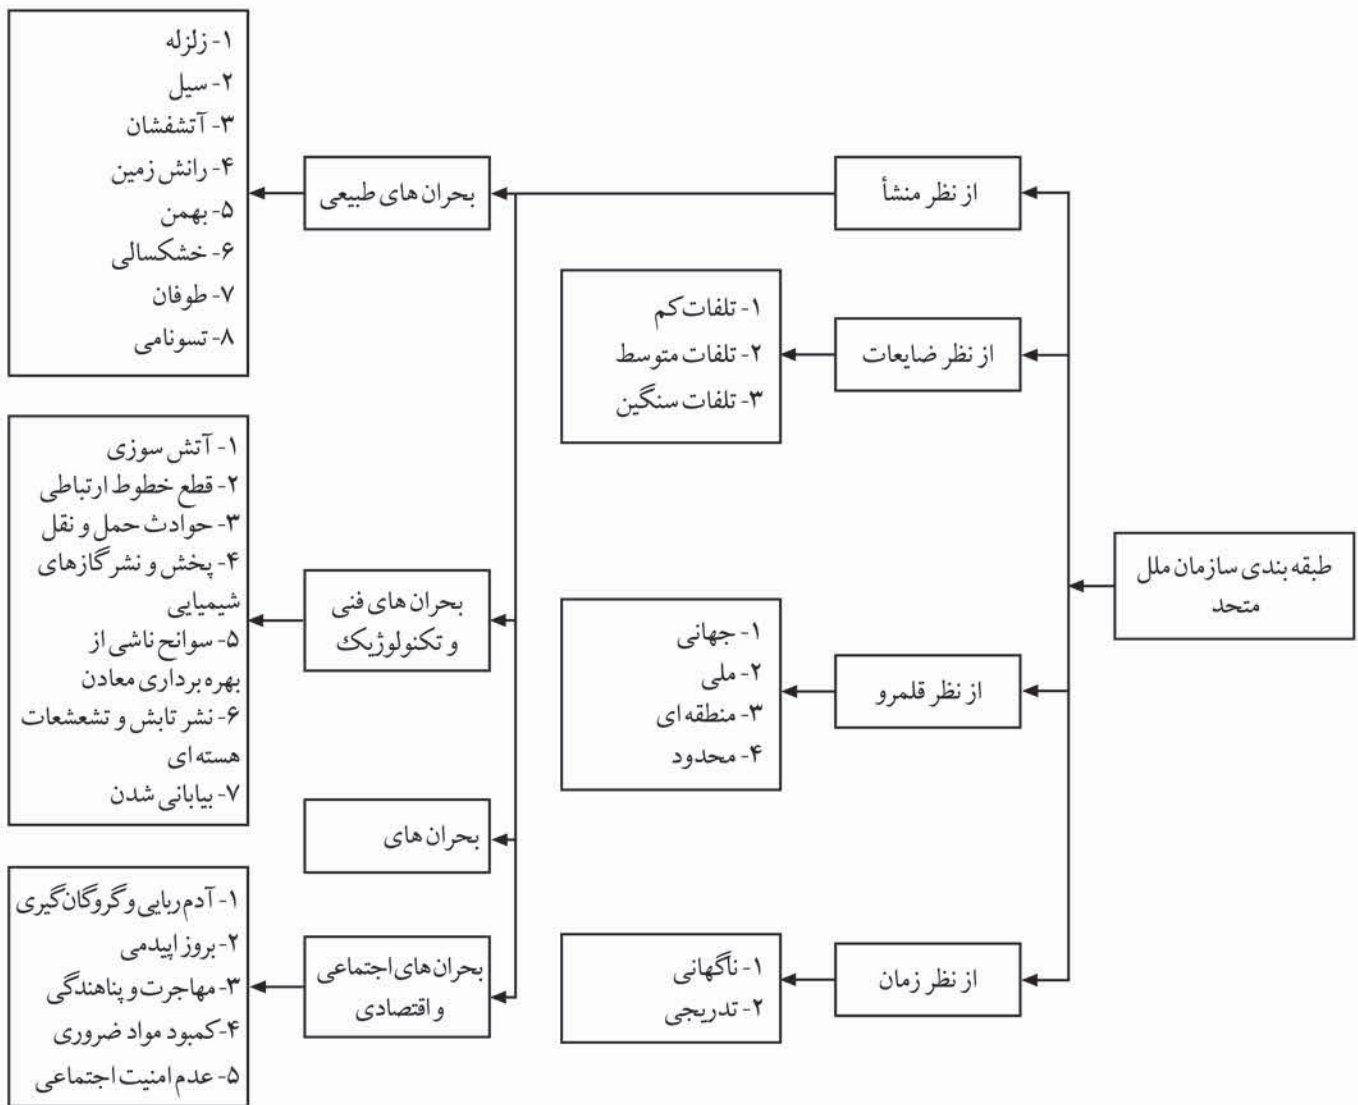 طبقه بندی سازمان ملل
متحد
از نظر منشأ
از نظر ضایعات
از نظر قلمرو
از نظر زمان
۱- تلفات کم
۲- تلفات متوسط
۳- تلفات سنگین
۱- جهانی
۲- ملی
۳- منطقه ای
۴- محدود
۱- ناگهانی
۲- تدریجی
بحران های طبیعی
بحران های فنی
و تکنولوژیک
بحران های
بحران های اجتماعی
و اقتصادی
۱- زلزله
۲- سیل
۳- آتشفشان
۴- رانش زمین
۵- بهمن
۶- خشکسالی
۷- طوفان
۸- تسونامی
۱- آتش سوزی
۲- قطع خطوط ارتباطی
۳- حوادث حمل و نقل
۴- پخش و نشر گازهای
شیمیایی
۵- سوانح ناشی از
بهره برداری معادن
۶- نشر تابش و تشعشعات
هسته ای
۷- بیابانی شدن
۱- آدم ربایی و گروگان‌گیری
۲- بروز اپیدمی
۳- مهاجرت و پناهندگی
۴- کمبود مواد ضروری
۵- عدم امنیت اجتماعی